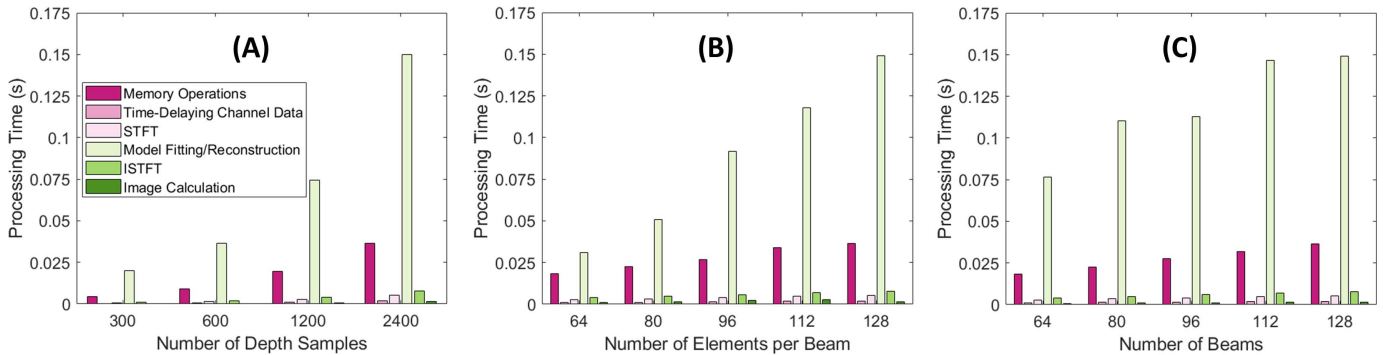 (A)
0.175
0.15
0.125
0.1
0.075
0.05
0.025
0
Processing Time (s)
Memory Operations
Time-Delaying Channel Data
STFT
Model Fitting/Reconstruction
ISTFT
Image Calculation
300 600 1200 2400
Number of Depth Samples
(B)
0.175
0.15
0.125
0.1
0.075
0.05
0.025
0
Processing Time (s)
64 80 96 112 128
Number of Elements per Beam
(C)
0.175
0.15
0.125
0.1
0.075
0.05
0.025
0
Processing Time (s)
64 80 96 112 128
Number of Beams